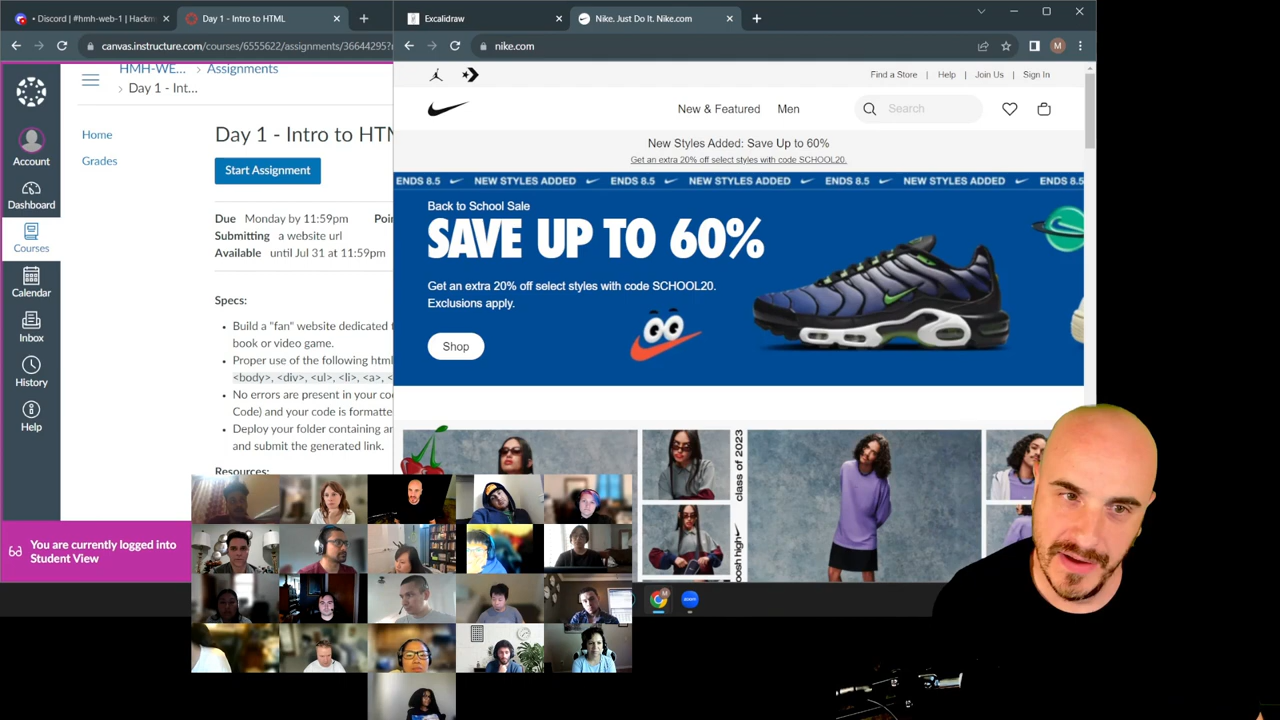 Discord | #hmh-web-1 | Hackm
Day 1 - Intro to HTML
Excalidraw
Nike. Just Do It. Nike.com
canvas.instructure.com/courses/6555622/assignments/36644295?
nike.com
M
HMH-WE...
Assignments
Day 1 - Int...
Home
Grades
Account
Dashboard
Courses
Calendar
Inbox
History
Help
Day 1 - Intro to HTM
Start Assignment
Due Monday by 11:59pm Poi
Submitting a website url
Available until Jul 31 at 11:59pm
Specs:
Build a "fan" website dedicated t
book or video game.
Proper use of the following html
<body>, <div>, <ul>, <li>, <a>, <
No errors are present in your co
Code) and your code is formatte
Deploy your folder containing ar
and submit the generated link.
Resources:
You are currently logged into
Student View
Find a Store | Help | Join Us | Sign In
New & Featured Men
Search
New Styles Added: Save Up to 60%
Get an extra 20% off select styles with code SCHOOL20.
ENDS 8.5 NEW STYLES ADDED ENDS 8.5 NEW STYLES ADDED ENDS 8.5 NEW STYLES ADDED ENDS 8.5
Back to School Sale
SAVE UP TO 60%
Get an extra 20% off select styles with code SCHOOL20.
Exclusions apply.
Shop
class of 2023
oosh high
zoom